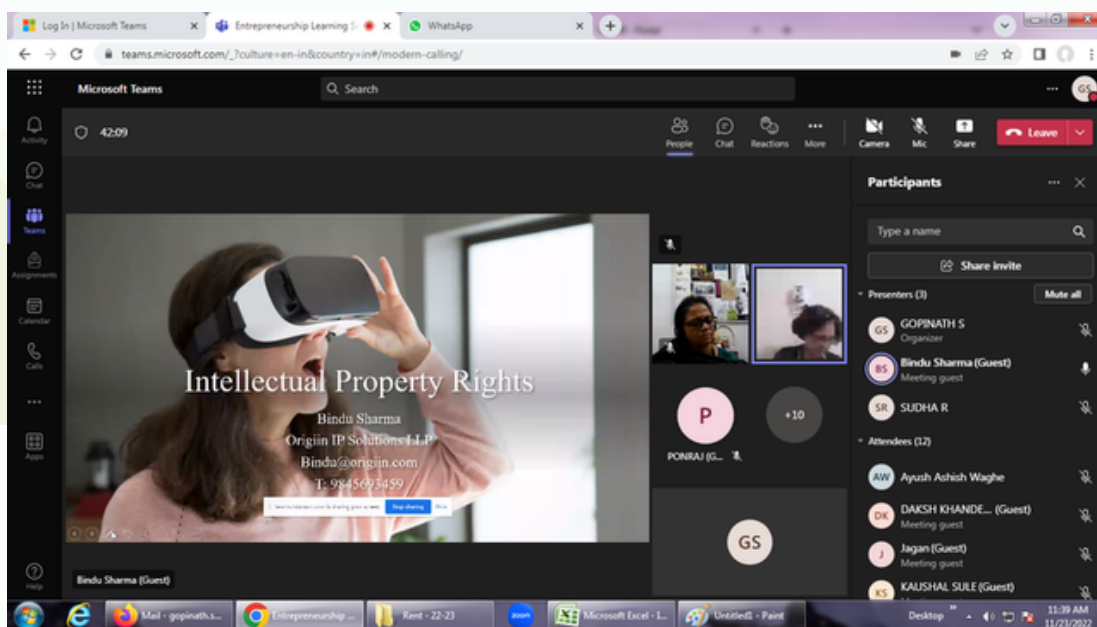 Log In | Microsoft Teams
Entrepreneurship Learning S
WhatsApp
teams.microsoft.com/_?culture=en-in&country=in#/modern-calling/
Microsoft Teams
Search
GS
42:09
People
Chat
Reactions
More
Camera
Mic
Share
Leave
Activity
Chat
Teams
Assignments
Calendar
Calls
Apps
Help
Intellectual Property Rights
Bindu Sharma
Origiin IP Solutions LLP
Bindu@origiin.com
T: 9845693459
Stop sharing
Hide
Bindu Sharma (Guest)
P
+10
PONRAJ (G...
GS
Participants
Type a name
Share invite
Presenters (3)
Mute all
GS
GOPINATH S
Organizer
BS
Bindu Sharma (Guest)
Meeting guest
SR
SUDHA R
Attendees (12)
AW
Ayush Ashish Waghe
DK
DAKSH KHANDE... (Guest)
Meeting guest
J
Jagan (Guest)
Meeting guest
KS
KAUSHAL SULE (Guest)
Meeting guest
Mail - gopinath.s...
Entrepreneurship ...
Rent - 22-23
zoom
Microsoft Excel - L...
Untitled1 - Paint
Desktop
11:39 AM
11/23/2022